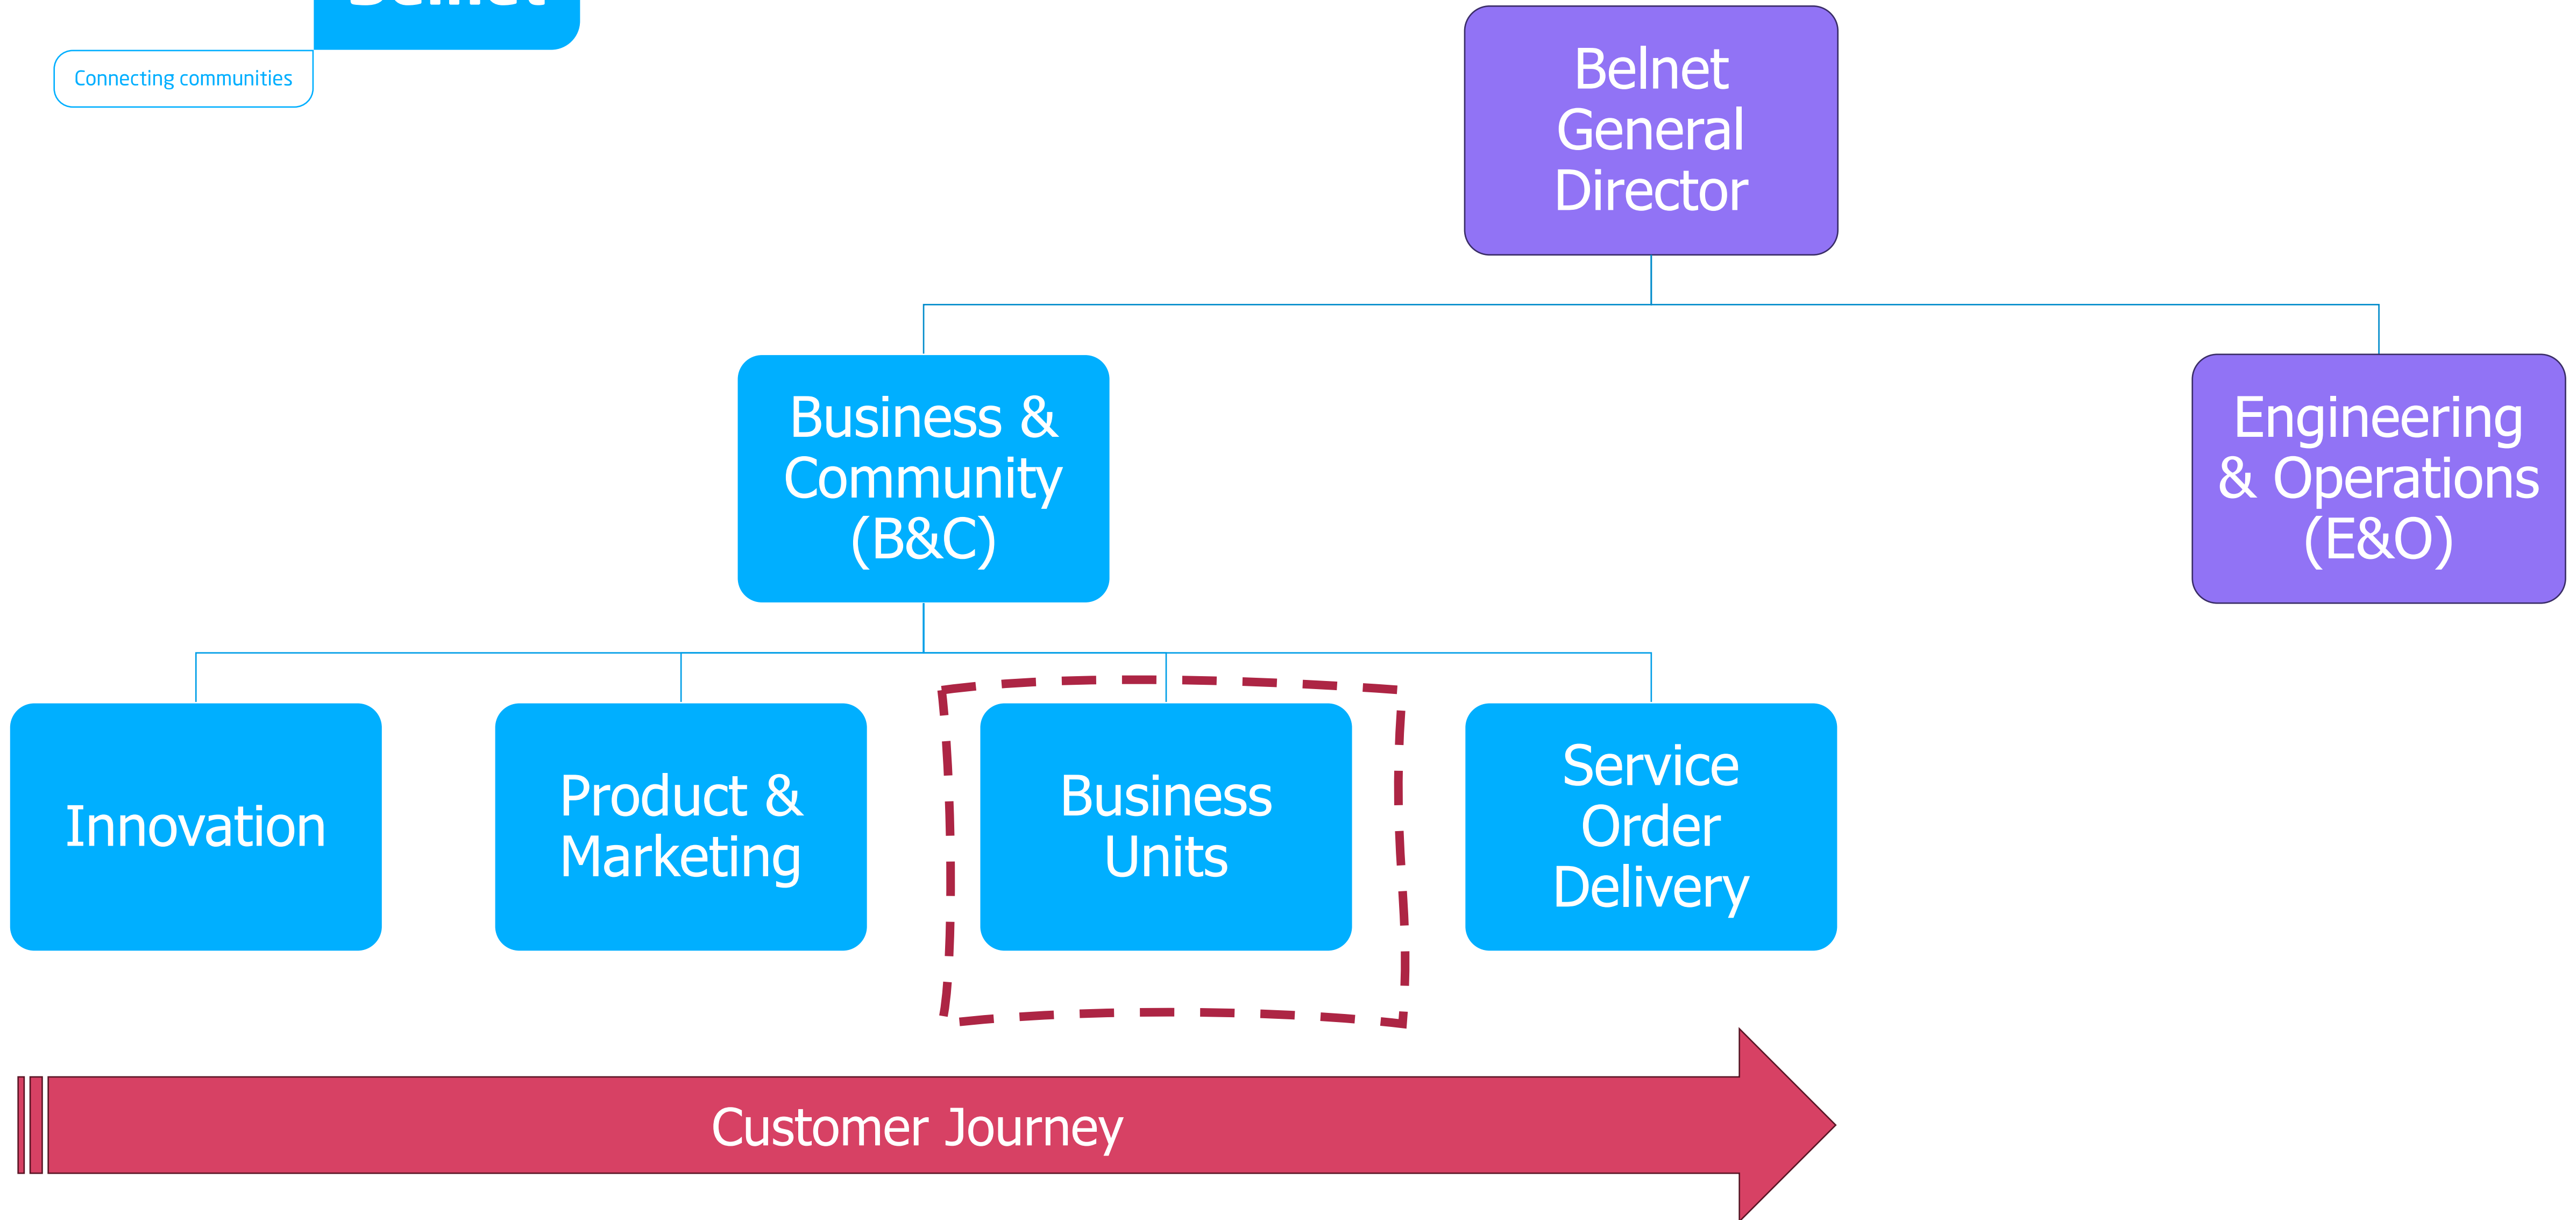 Belnet
Connecting communities
Belnet
General
Director
Business &
Community
(B&C)
Engineering
& Operations
(E&O)
Innovation
Product &
Marketing
Business
Units
Service
Order
Delivery
Customer Journey